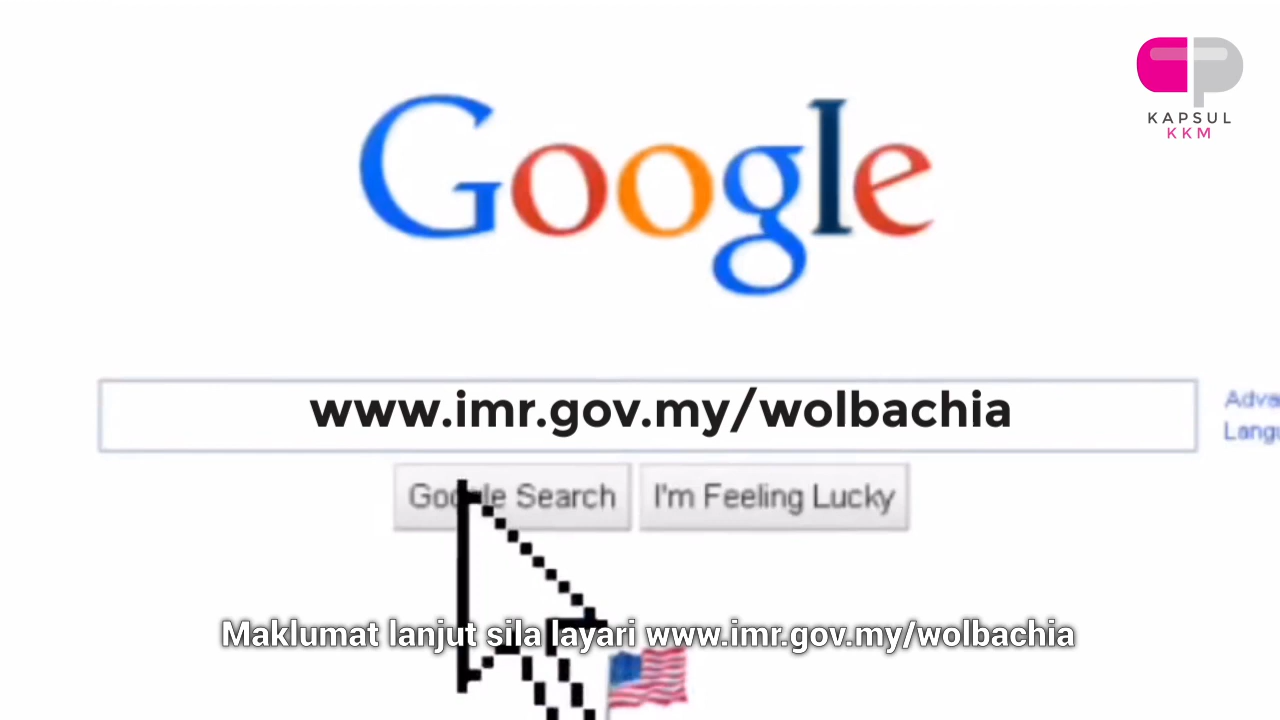 Google
KAPSUL
KKM
www.imr.gov.my/wolbachia
Google Search
I'm Feeling Lucky
Maklumat lanjut sila layari www.imr.gov.my/wolbachia